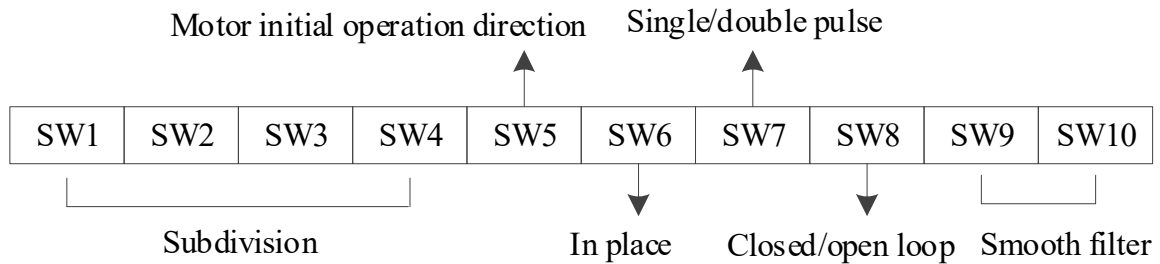 Motor initial operation direction Single/double pulse
SW1 SW2 SW3 SW4 SW5 SW6 SW7 SW8 SW9 SW10
Subdivision In place Closed/open loop Smooth filter